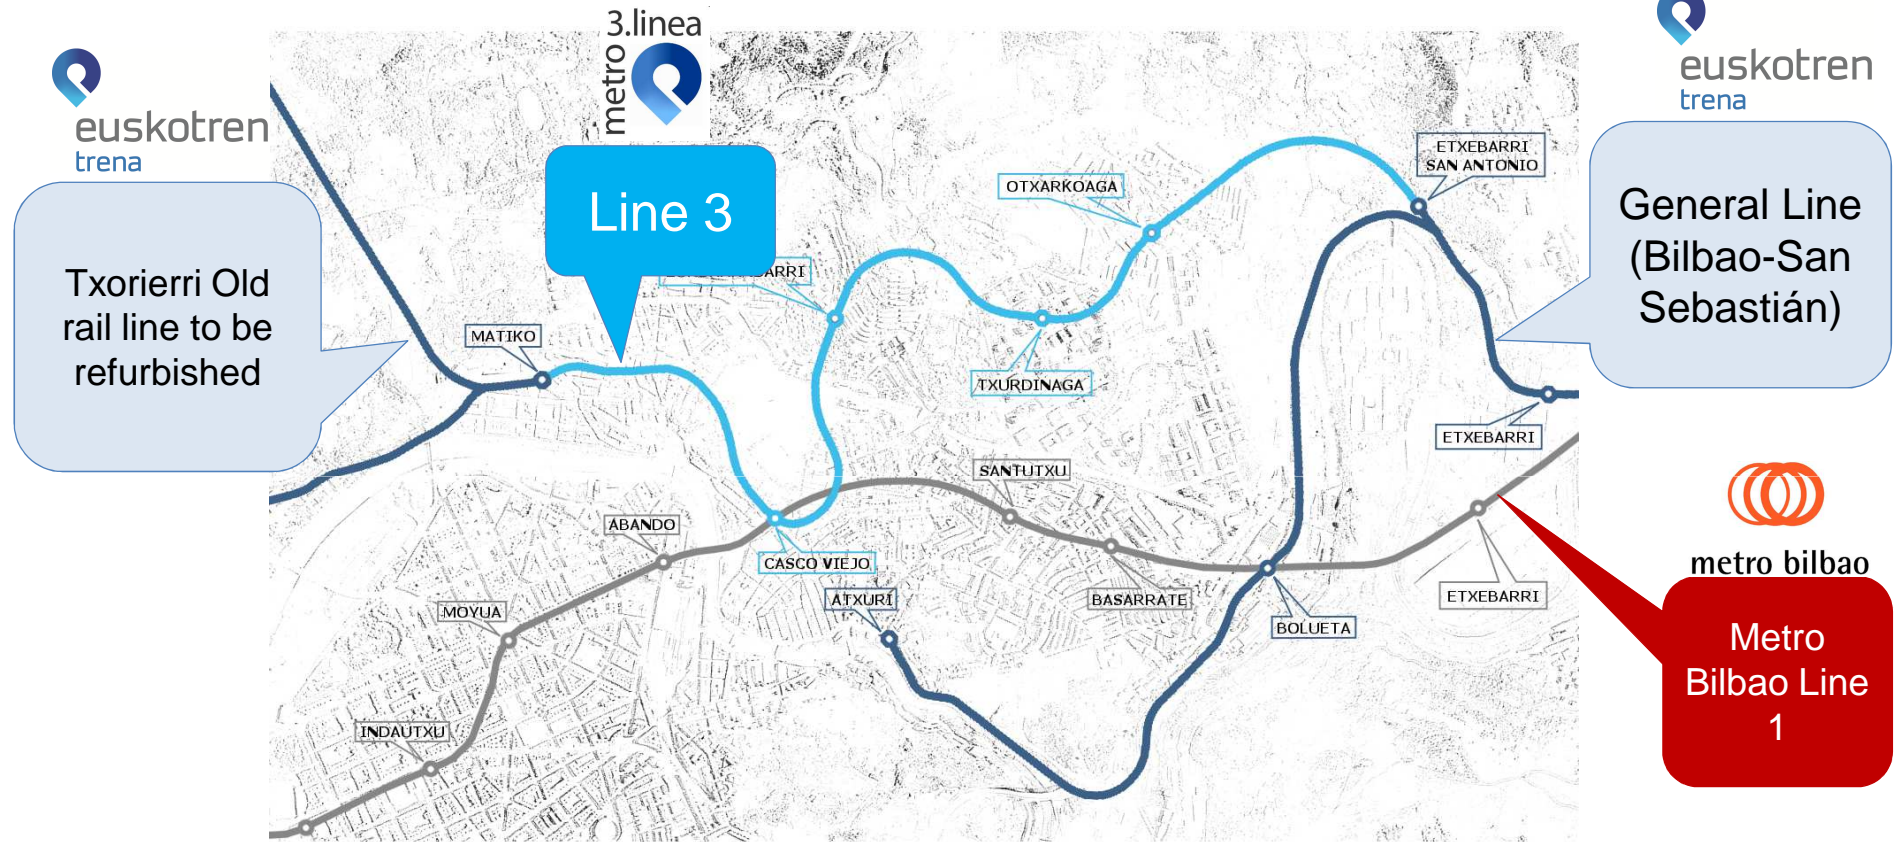 3.linea
metro
euskotren
trena
euskotren
trena
Line 3
Txorierri Old
rail line to be
refurbished
General Line
(Bilbao-San
Sebastián)
ETXEBARRI
SAN ANTONIO
OTXARKOAGA
MATIKO
TXURDINAGA
ETXEBARRI
SANTUTXU
ABANDO
CASCO VIEJO
ATXURI
BASARRATE
ETXEBARRI
MOYUA
BOLUETA
INDAUTXU
metro bilbao
Metro
Bilbao Line
1